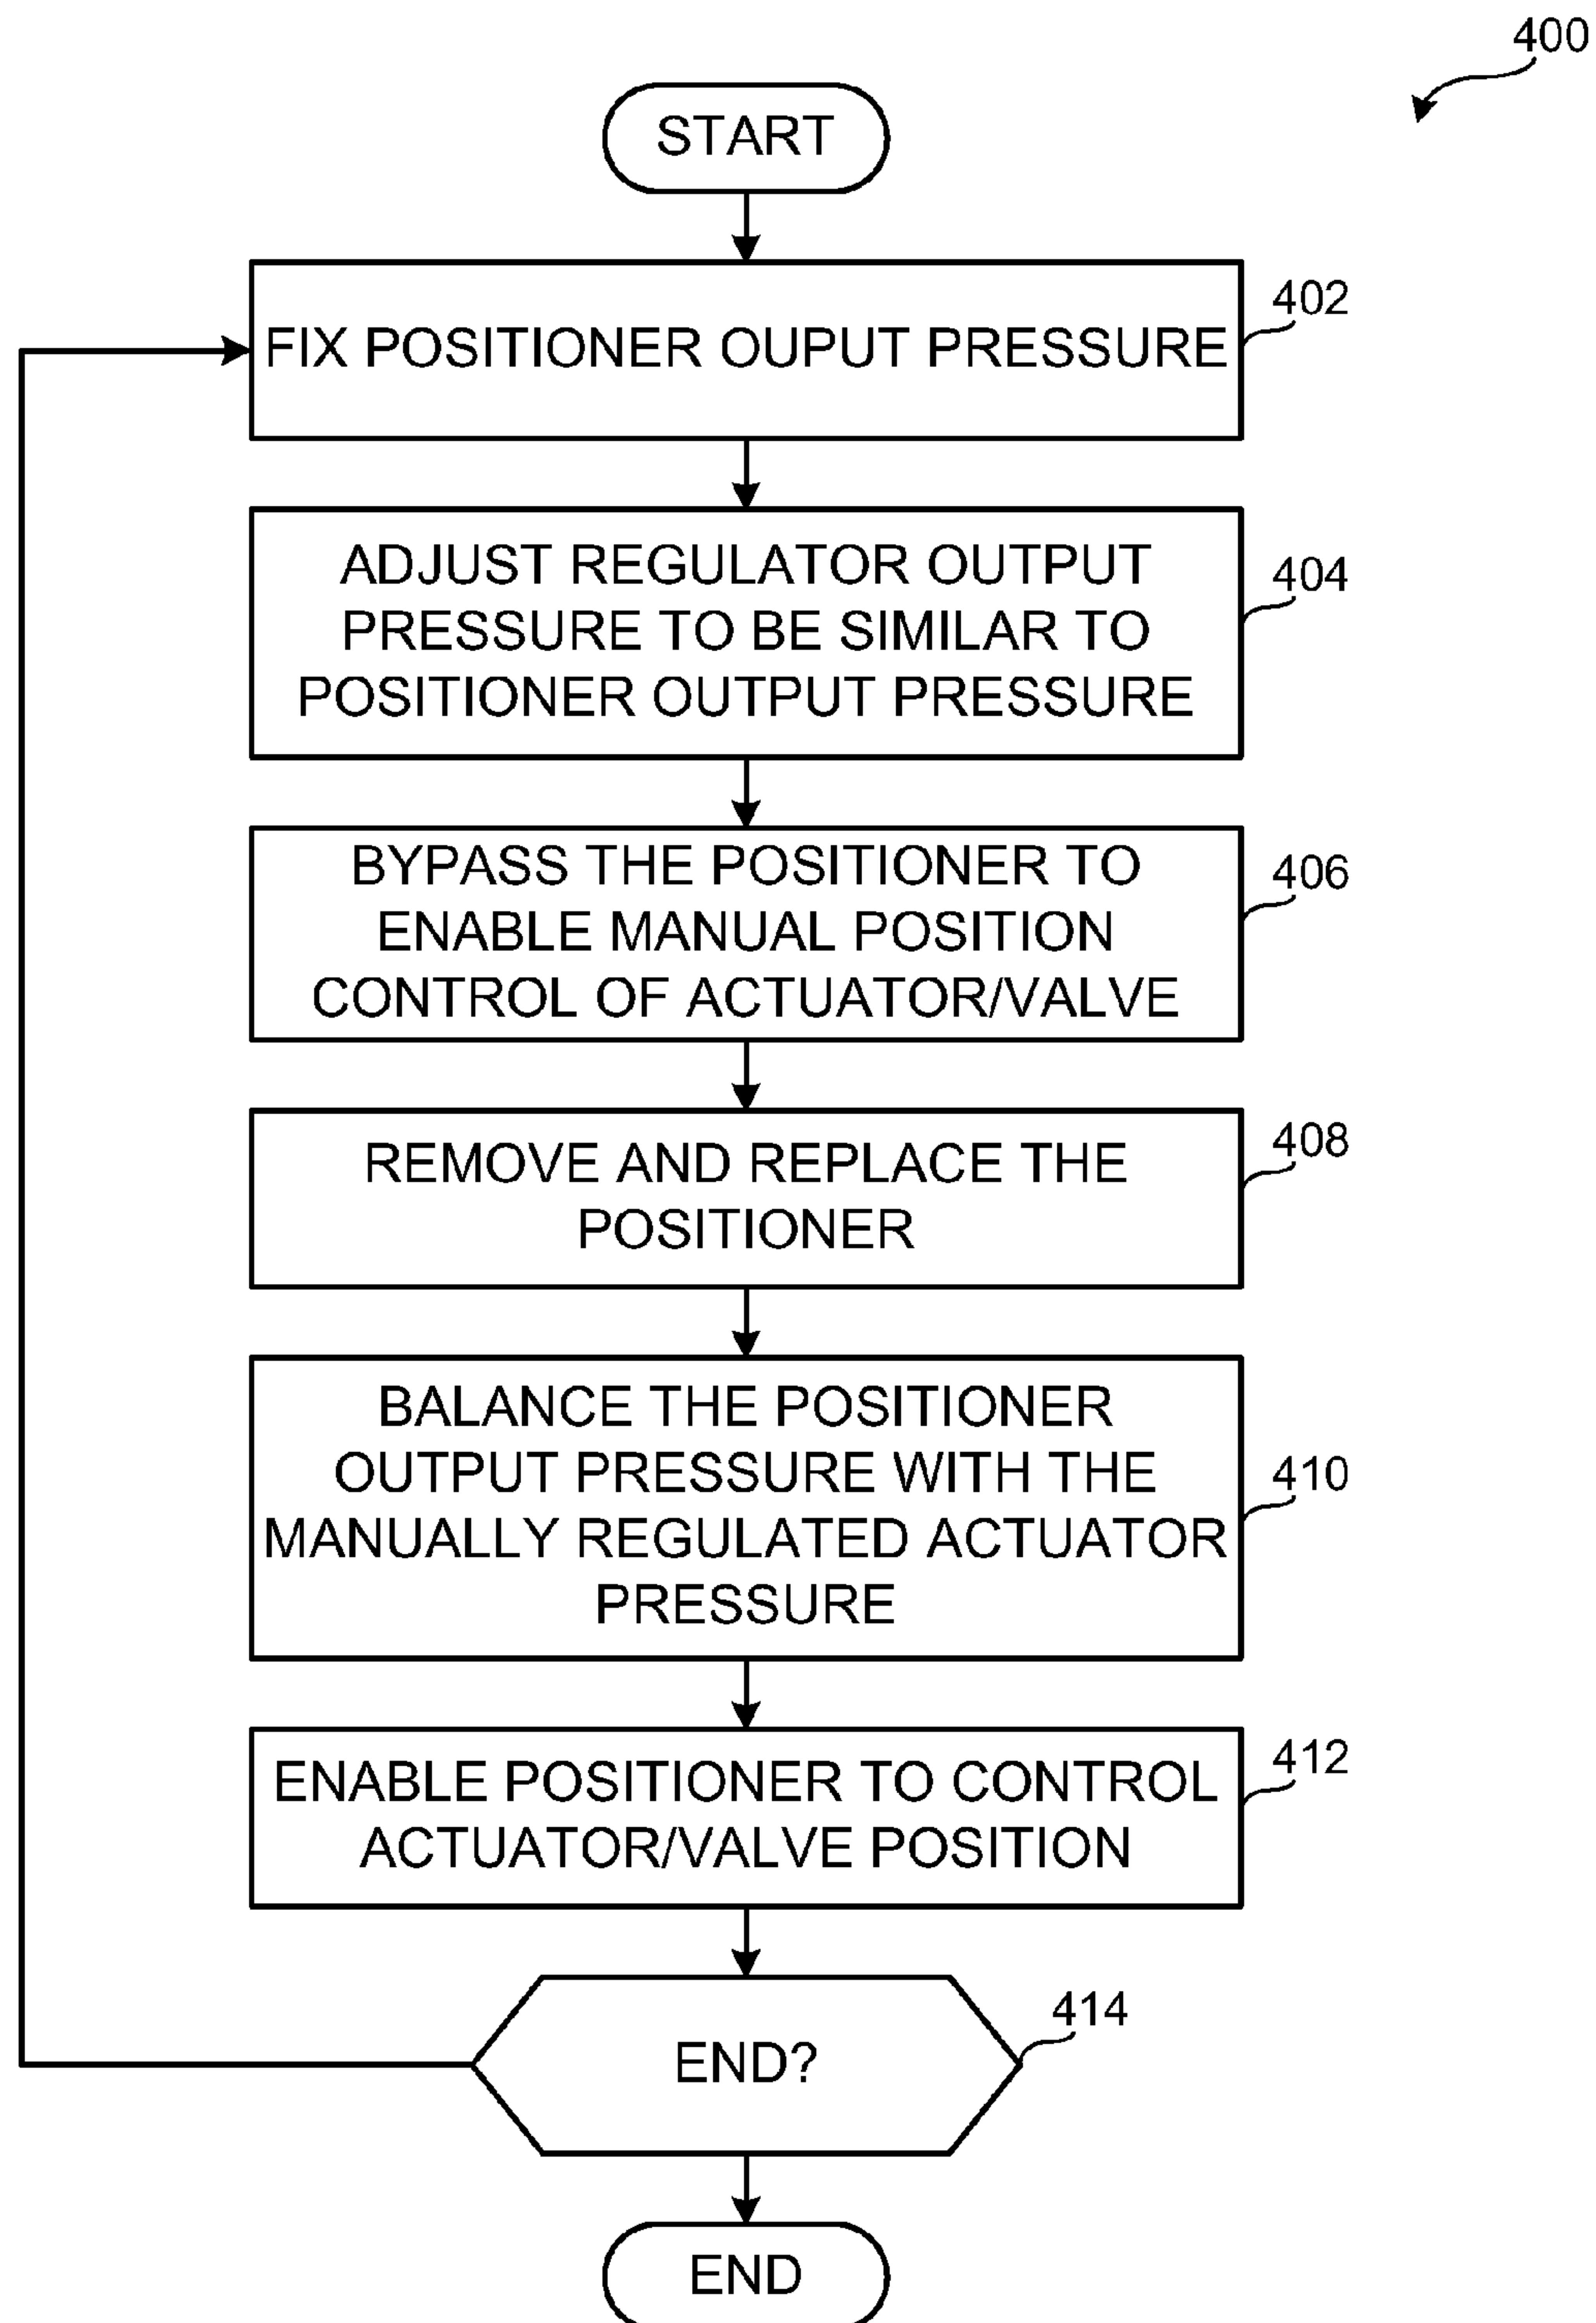 400
START
FIX POSITIONER OUPUT PRESSURE
402
ADJUST REGULATOR OUTPUT
PRESSURE TO BE SIMILAR TO
POSITIONER OUTPUT PRESSURE
404
BYPASS THE POSITIONER TO
ENABLE MANUAL POSITION
CONTROL OF ACTUATOR/VALVE
406
REMOVE AND REPLACE THE
POSITIONER
408
BALANCE THE POSITIONER
OUTPUT PRESSURE WITH THE
MANUALLY REGULATED ACTUATOR
PRESSURE
410
ENABLE POSITIONER TO CONTROL
ACTUATOR/VALVE POSITION
412
END?
414
END